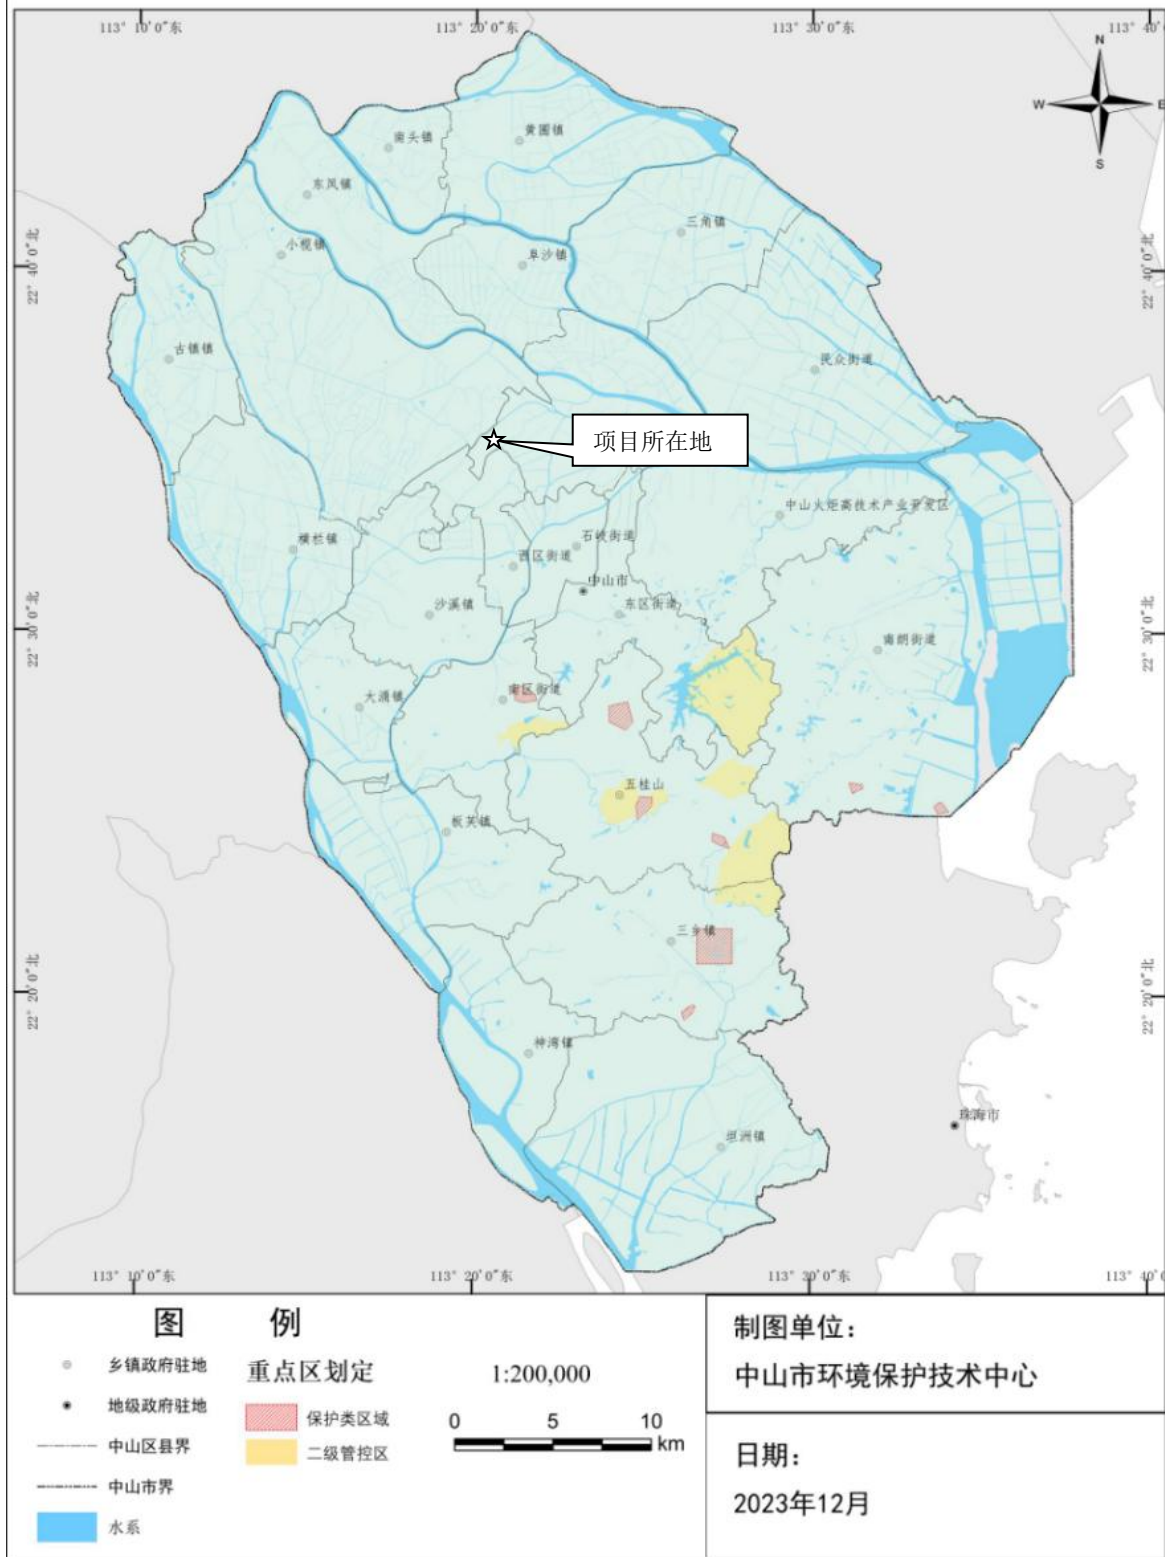 113° 10′0″东
113° 20′0″东
113° 30′0″东
113° 40′0
N
W
E
S
南头镇
黄圃镇
东凤镇
三角镇
小榄镇
阜沙镇
22° 40′0″北
22° 40′0″北
古镇镇
民众街道
项目所在地
中山火炬高技术产业开发区
横栏镇
石岐街道
西区街道
中山市
沙溪镇
东区街道
22° 30′0″北
22° 30′0″北
南朗街道
大涌镇
南区街道
五桂山
板芙镇
三乡镇
22° 20′0″北
22° 20′0″北
神湾镇
珠海市
坦洲镇
113° 10′0″东
113° 20′0″东
113° 30′0″东
113° 40′0
图 例
乡镇政府驻地
地级政府驻地
中山区县界
中山市界
水系
重点区划定
保护类区域
二级管控区
1:200,000
0 5 10
km
制图单位：
中山市环境保护技术中心
日期：
2023年12月